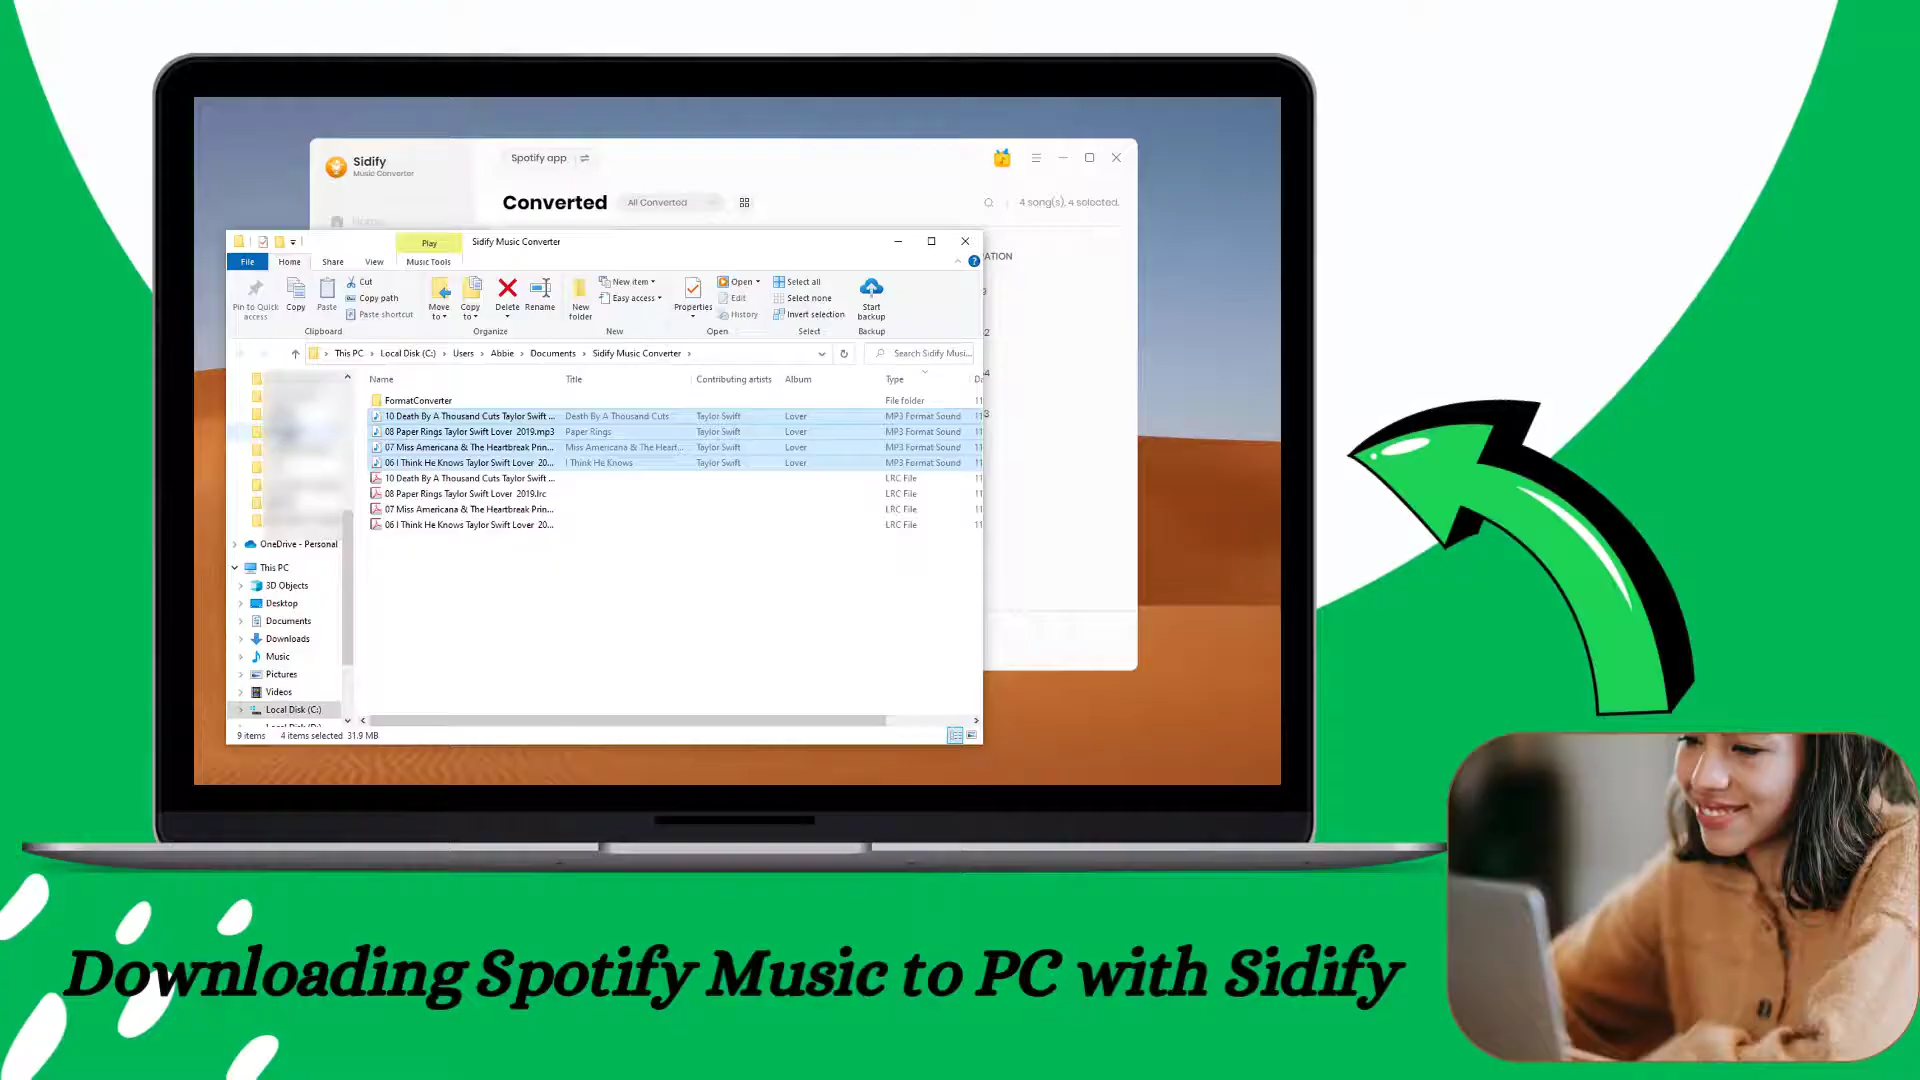 Sidify
Music Converter
Spotify app
Converted
All Converted
4 song(s), 4 selected.
Home
ATION
Play
Sidify Music Converter
File
Home
Share
View
Music Tools
Pin to Quick access
Copy
Paste
Cut
Copy path
Paste shortcut
Clipboard
Move to
Copy to
Delete
Rename
Organize
New folder
New item
Easy access
New
Properties
Open
Edit
History
Open
Select all
Select none
Invert selection
Select
Start backup
Backup
This PC > Local Disk (C:) > Users > Abbie > Documents > Sidify Music Converter >
Search Sidify Musi...
Name Title Contributing artists Album Type
FormatConverter File folder 11
10 Death By A Thousand Cuts Taylor Swift ... Death By A Thousand Cuts Taylor Swift Lover MP3 Format Sound 11
08 Paper Rings Taylor Swift Lover 2019.mp3 Paper Rings Taylor Swift Lover MP3 Format Sound 11
07 Miss Americana & The Heartbreak Prin... Miss Americana & The Heart... Taylor Swift Lover MP3 Format Sound 11
06 I Think He Knows Taylor Swift Lover 20... I Think He Knows Taylor Swift Lover MP3 Format Sound 11
10 Death By A Thousand Cuts Taylor Swift ... LRC File 11
08 Paper Rings Taylor Swift Lover 2019.lrc LRC File 11
07 Miss Americana & The Heartbreak Prin... LRC File 11
06 I Think He Knows Taylor Swift Lover 20... LRC File 11
OneDrive - Personal
This PC
3D Objects
Desktop
Documents
Downloads
Music
Pictures
Videos
Local Disk (C:)
9 items 4 items selected 31.9 MB
Downloading Spotify Music to PC with Sidify